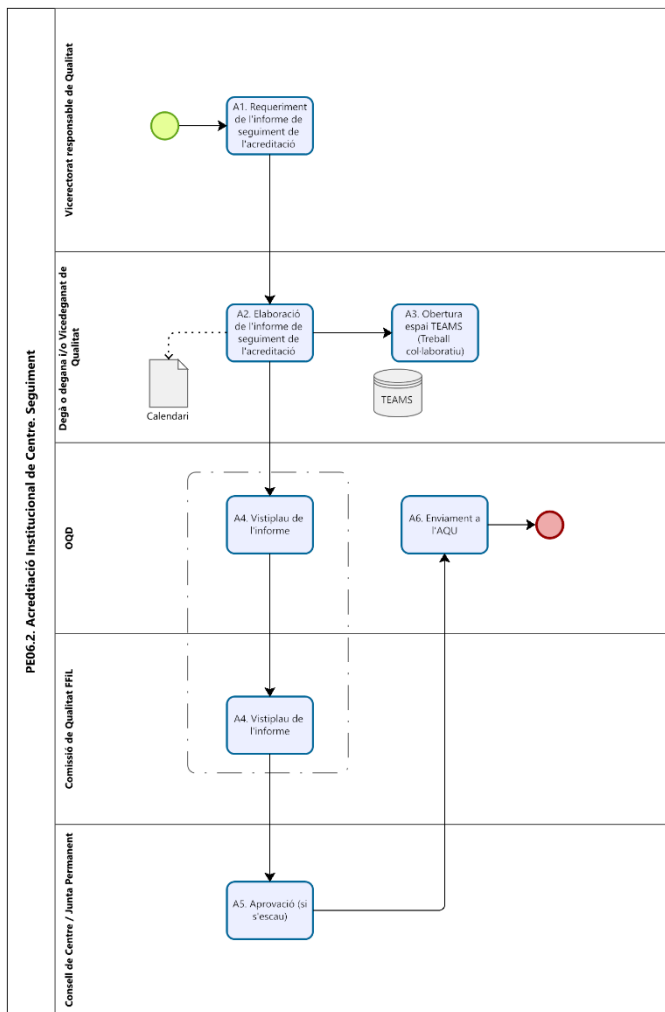 PE06.2. Acredtiació Institucional de Centre. Seguiment
Vicerectorat responsable de Qualitat
A1. Requeriment
de l'informe de
seguiment de
l'acreditació
Degà o degana i/o Vicedeganat de
Qualitat
A2. Elaboració
de l'informe de
seguiment de
l'acreditació
A3. Obertura
espai TEAMS
(Treball
col·laboratiu)
Calendari
TEAMS
OQD
A4. Vistiplau de
l'informe
A6. Enviament a
l'AQU
Comissió de Qualitat FFiL
A4. Vistiplau de
l'informe
Consell de Centre / Junta Permanent
A5. Aprovació (si
s'escau)